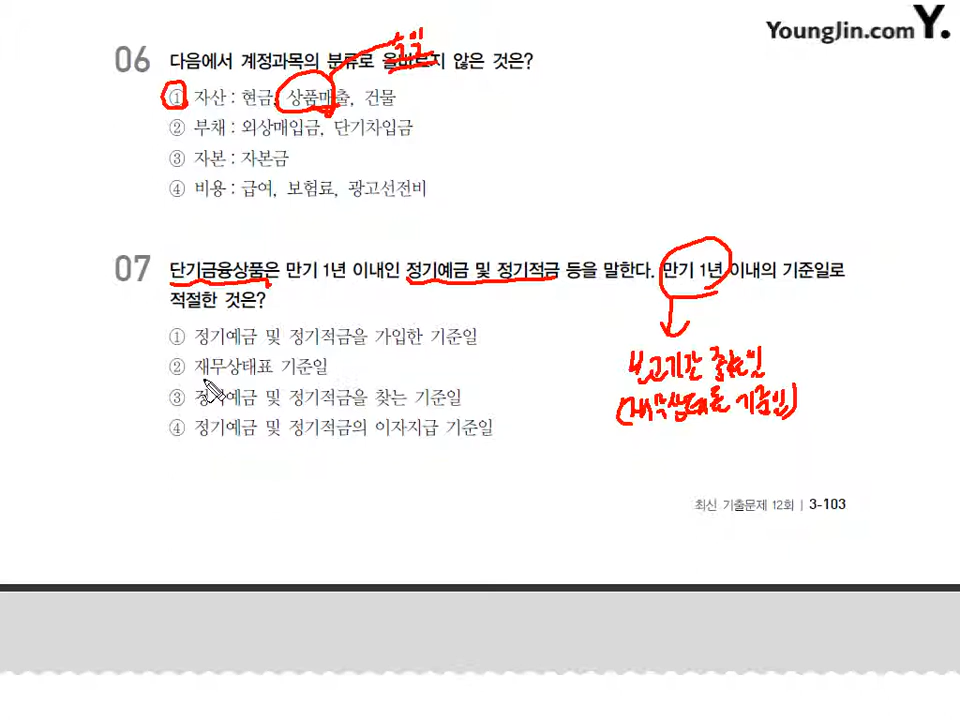 YoungJin.com Y.
수익
06 다음에서 계정과목의 분류로 올바르지 않은 것은?
① 자산 : 현금, 상품매출, 건물
② 부채 : 외상매입금, 단기차입금
③ 자본 : 자본금
④ 비용 : 급여, 보험료, 광고선전비
07 단기금융상품은 만기 1년 이내인 정기예금 및 정기적금 등을 말한다. 만기 1년 이내의 기준일로
적절한 것은?
① 정기예금 및 정기적금을 가입한 기준일
② 재무상태표 기준일
③ 정기예금 및 정기적금을 찾는 기준일
④ 정기예금 및 정기적금의 이자지급 기준일
보고기간 종료일
(재무상태표 기준일)
최신 기출문제 12회 | 3-103